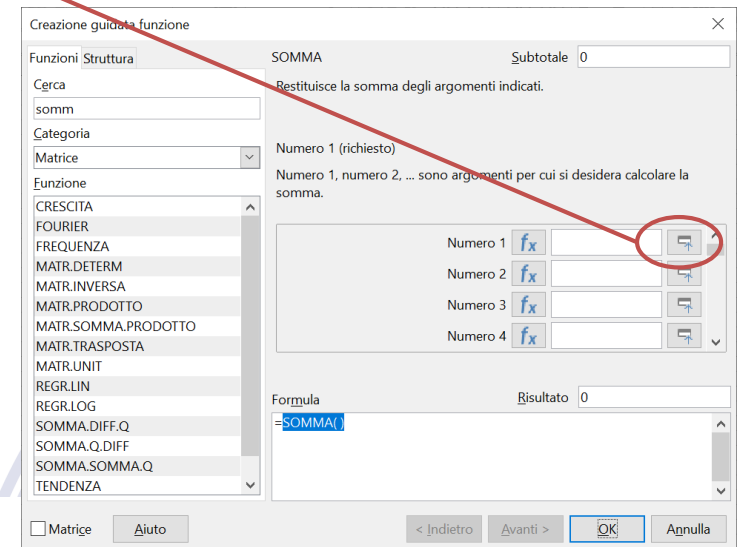 Creazione guidata funzione
Funzioni Struttura
Cerca
somm
Categoria
Matrice
Funzione
CRESCITA
FOURIER
FREQUENZA
MATR.DETERM
MATR.INVERSA
MATR.PRODOTTO
MATR.SOMMA.PRODOTTO
MATR.TRASPOSTA
MATR.UNIT
REGR.LIN
REGR.LOG
SOMMA.DIFF.Q
SOMMA.Q.DIFF
SOMMA.SOMMA.Q
TENDENZA
SOMMA Subtotale 0
Restituisce la somma degli argomenti indicati.
Numero 1 (richiesto)
Numero 1, numero 2, ... sono argomenti per cui si desidera calcolare la
somma.
Numero 1 fx
Numero 2 fx
Numero 3 fx
Numero 4 fx
Formula Risultato 0
=SOMMA( )
Matrice Aiuto < Indietro Avanti > OK Annulla